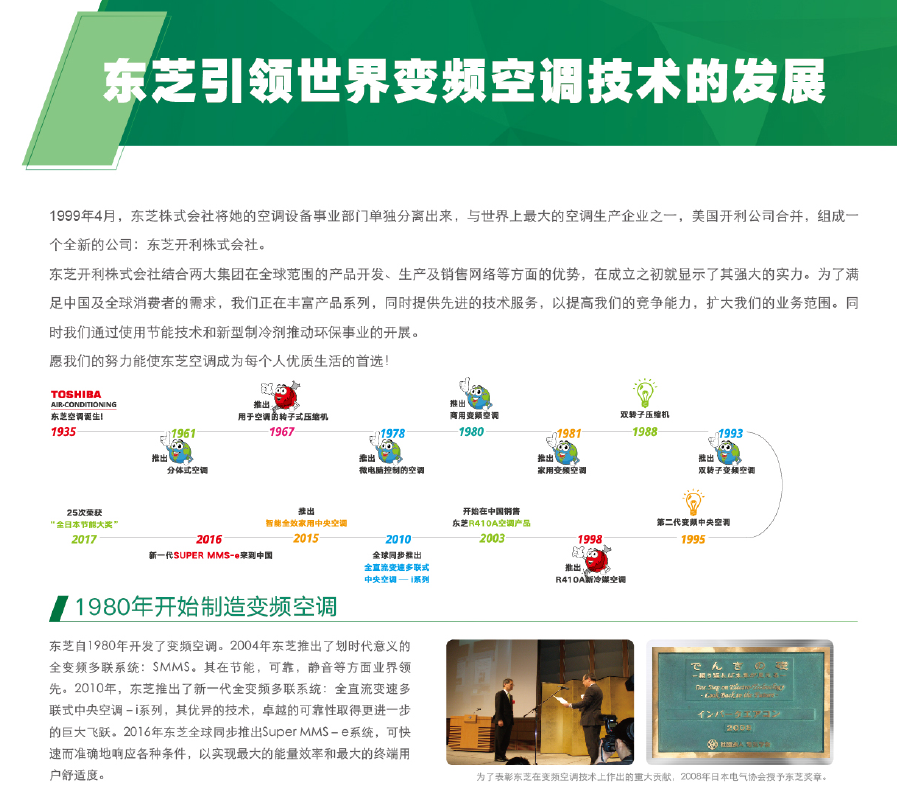 东芝引领世界变频空调技术的发展
1999年4月，东芝株式会社将她的空调设备事业部门单独分离出来，与世界上最大的空调生产企业之一，美国开利公司合并，组成一
个全新的公司：东芝开利株式会社。
东芝开利株式会社结合两大集团在全球范围的产品开发、生产及销售网络等方面的优势，在成立之初就显示了其强大的实力。为了满
足中国及全球消费者的需求，我们正在丰富产品系列，同时提供先进的技术服务，以提高我们的竞争能力，扩大我们的业务范围。同
时我们通过使用节能技术和新型制冷剂推动环保事业的开展。
愿我们的努力能使东芝空调成为每个人优质生活的首选！
TOSHIBA
AIR-CONDITIONING
东芝空调诞生!
1935
推出
分体式空调
1961
推出
用于空调的转子式压缩机
1967
1978
推出
微电脑控制的空调
推出
商用变频空调
1980
1981
推出
家用变频空调
双转子压缩机
1988
1993
推出
双转子变频空调
25次荣获
“全日本节能大奖”
2017
2016
新一代SUPER MMS-e来到中国
推出
智能全效家用中央空调
2015
2010
全球同步推出
全直流变速多联式
中央空调 — i系列
开始在中国销售
东芝R410A空调产品
2003
1998
推出
R410A新冷媒空调
第二代变频中央空调
1995
1980年开始制造变频空调
东芝自1980年开发了变频空调。2004年东芝推出了划时代意义的
全变频多联系统：SMMS。其在节能，可靠，静音等方面业界领
先。2010年，东芝推出了新一代全变频多联系统：全直流变速多
联式中央空调－i系列，其优异的技术，卓越的可靠性取得更进一步
的巨大飞跃。2016年东芝全球同步推出Super MMS－e系统，可快
速而准确地响应各种条件，以实现最大的能量效率和最大的终端用
户舒适度。
でんきの礎
为了表彰东芝在变频空调技术上作出的重大贡献，2008年日本电气协会授予东芝奖章。